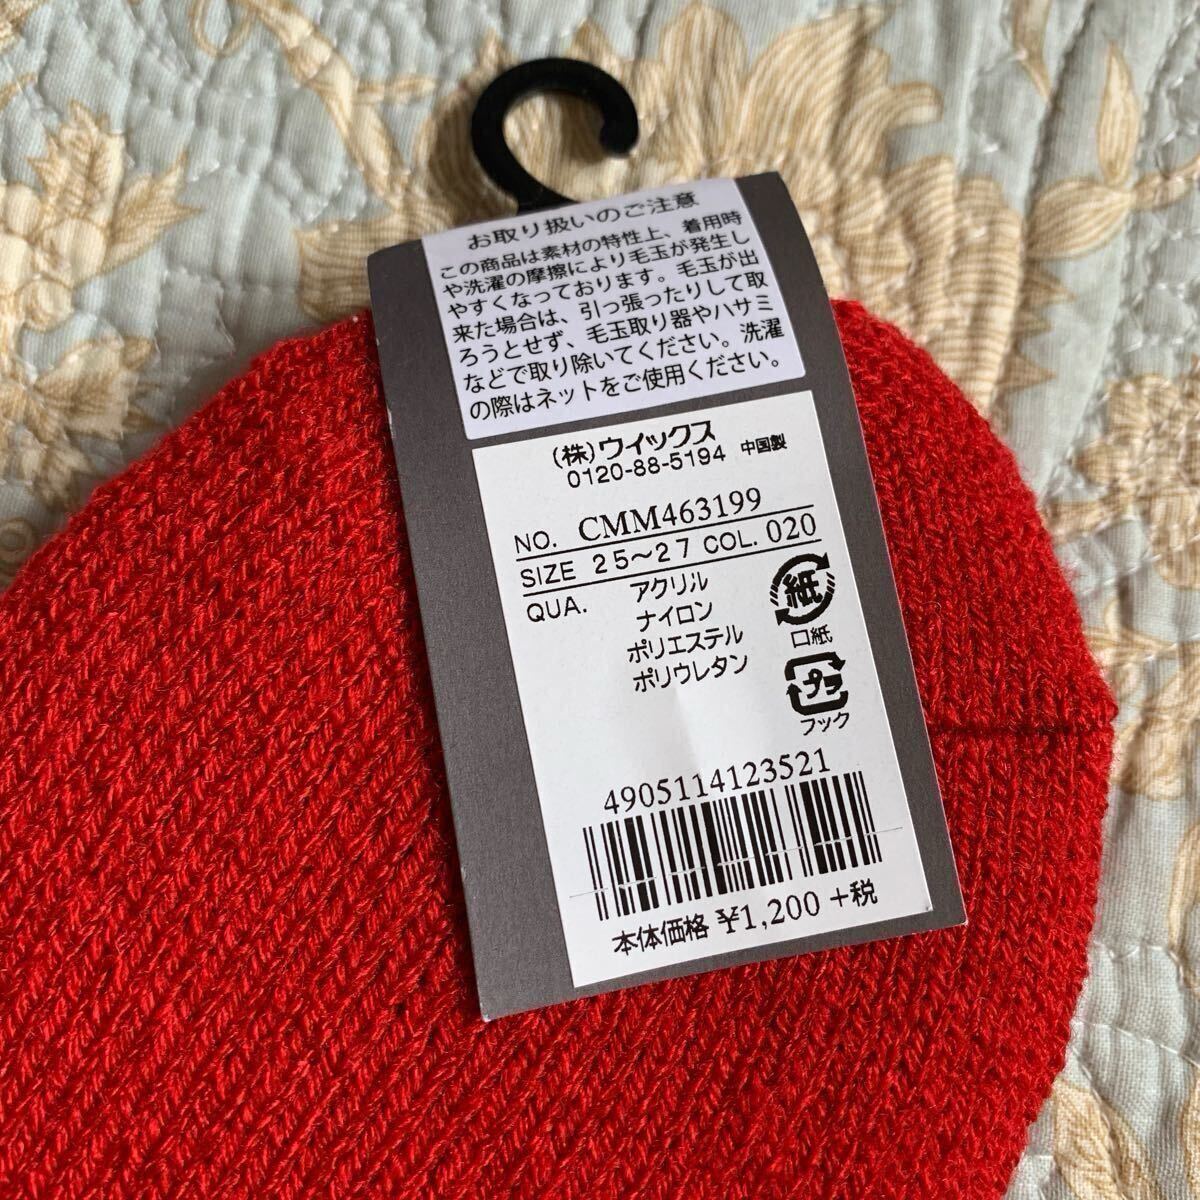 お取り扱いのご注意
この商品は素材の特性上、着用時
や洗濯の摩擦により毛玉が発生し
やすくなっております。毛玉が出
来た場合は、引っ張ったりして取
ろうとせず、毛玉取り器やハサミ
などで取り除いてください。洗濯
の際はネットをご使用ください。
(株)ウイックス
0120-88-5194 中国製
NO. CMM463199
SIZE 25～27 COL. 020
QUA. アクリル
ナイロン
ポリエステル
ポリウレタン
紙
口紙
プラ
フック
4905114123521
本体価格 ¥1,200 +税